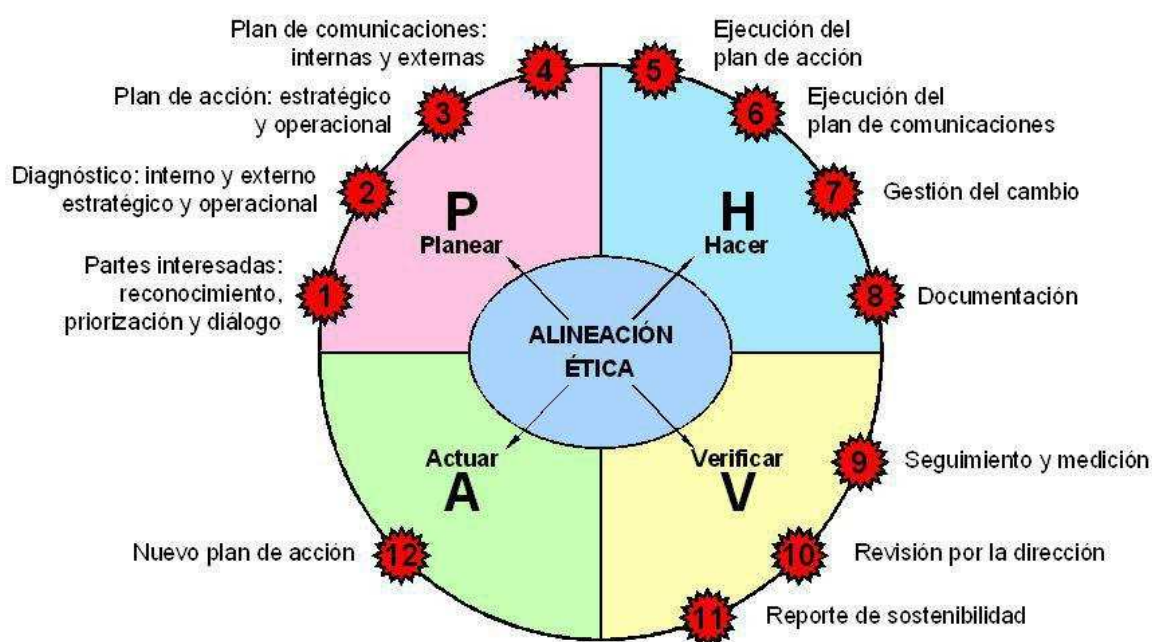 Plan de comunicaciones:
internas y externas
4
5
Ejecución del
plan de acción
Plan de acción: estratégico
y operacional
3
6
Ejecución del
plan de comunicaciones
Diagnóstico: interno y externo
estratégico y operacional
2
7
Gestión del cambio
P
Planear
H
Hacer
Partes interesadas:
reconocimiento,
priorización y diálogo
1
8
Documentación
ALINEACIÓN
ÉTICA
Actuar
A
Verificar
V
9
Seguimiento y medición
Nuevo plan de acción
12
10
Revisión por la dirección
11
Reporte de sostenibilidad